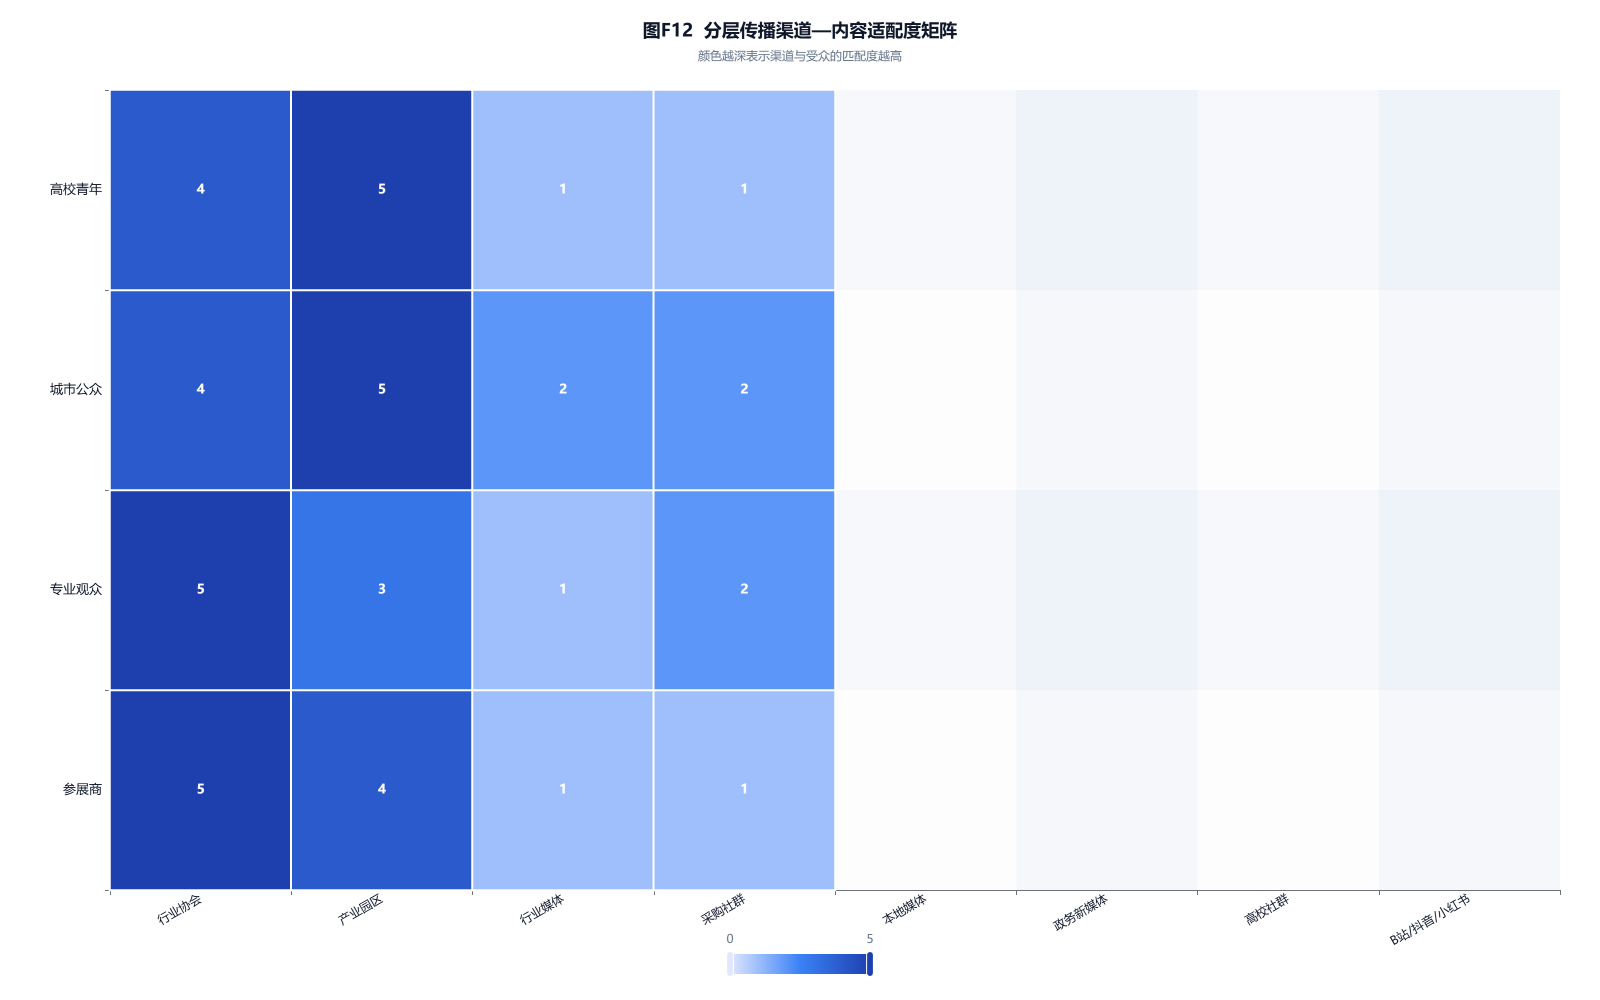 图F12 分层传播渠道—内容适配度矩阵
颜色越深表示渠道与受众的匹配度越高
高校青年 4 5 1 1
城市公众 4 5 2 2
专业观众 5 3 1 2
参展商 5 4 1 1
行业协会 产业园区 行业媒体 采购社群 本地媒体 政务新媒体 高校社群 B站/抖音/小红书
0 5